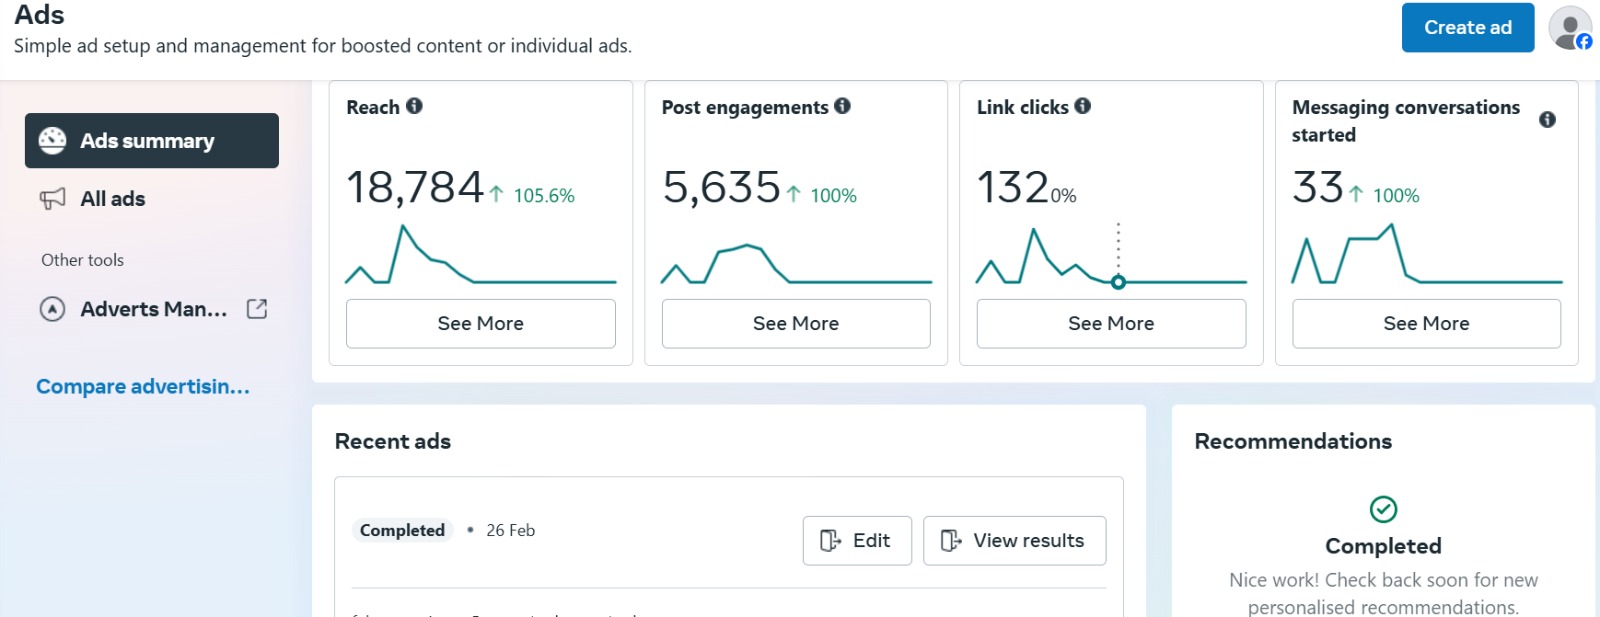 Ads
Simple ad setup and management for boosted content or individual ads.
Create ad
Ads summary
All ads
Other tools
Adverts Man...
Compare advertisin...
Reach
18,784 ↑ 105.6%
See More
Post engagements
5,635 ↑ 100%
See More
Link clicks
132 0%
See More
Messaging conversations
started
33 ↑ 100%
See More
Recent ads
Completed • 26 Feb
Edit
View results
Recommendations
Completed
Nice work! Check back soon for new
personalised recommendations.